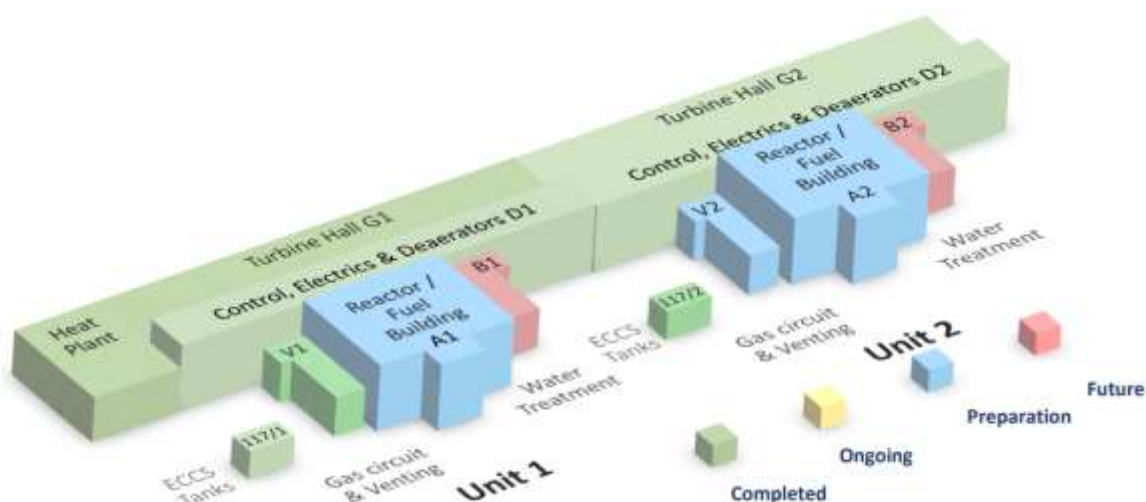 Turbine Hall G2
Control, Electrics & Deaerators D2
Reactor /
Fuel
Building
A2
B2
V2
Water
Treatment
Turbine Hall G1
Control, Electrics & Deaerators D1
Reactor /
Fuel
Building
A1
B1
V1
Heat
Plant
117/2
ECCS
Tanks
Gas circuit
& Venting
Unit 2
Water
Treatment
117/1
ECCS
Tanks
Gas circuit
& Venting
Unit 1
Future
Preparation
Ongoing
Completed